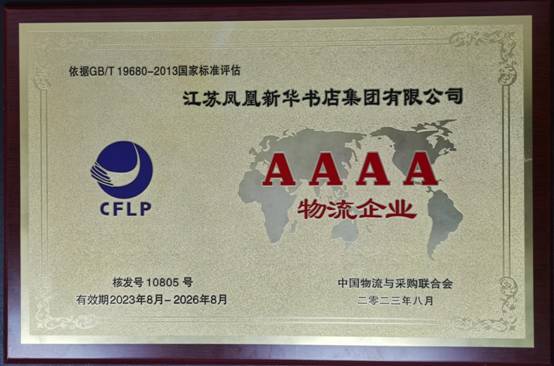 依据GB/T 19680-2013国家标准评估
江苏凤凰新华书店集团有限公司
CFLP
AAAA
物流企业
核发号 10805 号
有效期2023年8月-2026年8月
中国物流与采购联合会
二零二三年八月